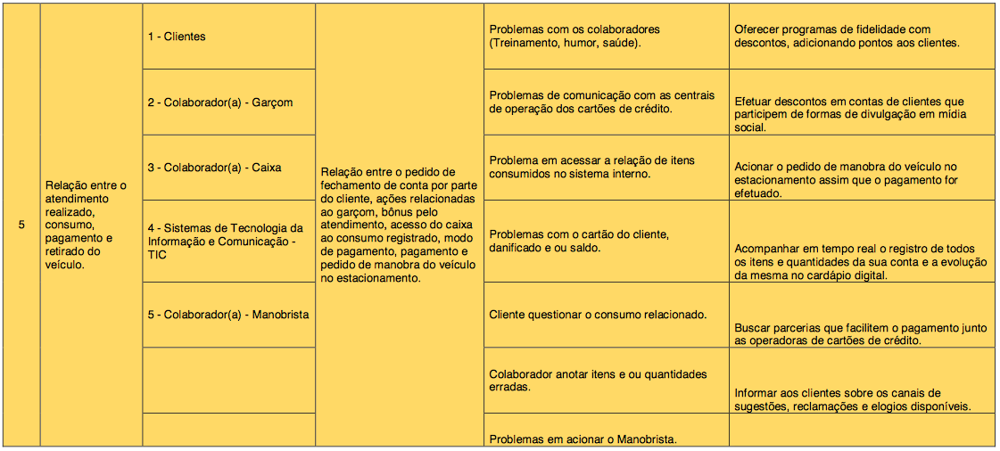 5
Relação entre o
atendimento
realizado,
consumo,
pagamento e
retirado do
veículo.
1 - Clientes
2 - Colaborador(a) - Garçom
3 - Colaborador(a) - Caixa
4 - Sistemas de Tecnologia da
Informação e Comunicação -
TIC
5 - Colaborador(a) - Manobrista
Relação entre o pedido de
fechamento de conta por parte
do cliente, ações relacionadas
ao garçom, bônus pelo
atendimento, acesso do caixa
ao consumo registrado, modo
de pagamento, pagamento e
pedido de manobra do veículo
no estacionamento.
Problemas com os colaboradores
(Treinamento, humor, saúde).
Problemas de comunicação com as centrais
de operação dos cartões de crédito.
Problema em acessar a relação de itens
consumidos no sistema interno.
Problemas com o cartão do cliente,
danificado e ou saldo.
Cliente questionar o consumo relacionado.
Colaborador anotar itens e ou quantidades
erradas.
Problemas em acionar o Manobrista.
Oferecer programas de fidelidade com
descontos, adicionando pontos aos clientes.
Efetuar descontos em contas de clientes que
participem de formas de divulgação em mídia
social.
Acionar o pedido de manobra do veículo no
estacionamento assim que o pagamento for
efetuado.
Acompanhar em tempo real o registro de todos
os itens e quantidades da sua conta e a evolução
da mesma no cardápio digital.
Buscar parcerias que facilitem o pagamento junto
as operadoras de cartões de crédito.
Informar aos clientes sobre os canais de
sugestões, reclamações e elogios disponíveis.